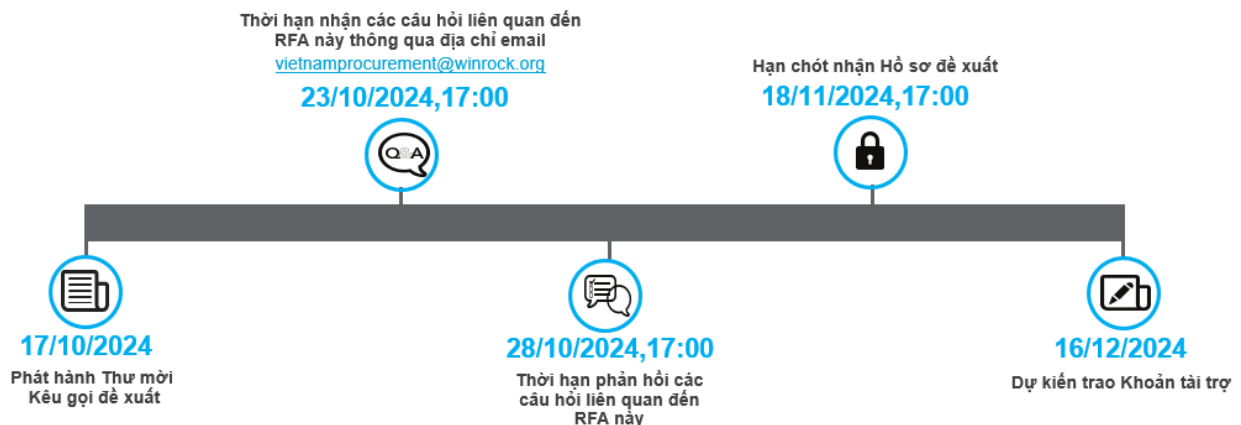 Thời hạn nhận các câu hỏi liên quan đến
RFA này thông qua địa chỉ email
vietnamprocurement@winrock.org
23/10/2024,17:00
Q&A
Hạn chót nhận Hồ sơ đề xuất
18/11/2024,17:00
17/10/2024
Phát hành Thư mời
Kêu gọi đề xuất
28/10/2024,17:00
Thời hạn phản hồi các
câu hỏi liên quan đến
RFA này
16/12/2024
Dự kiến trao Khoản tài trợ